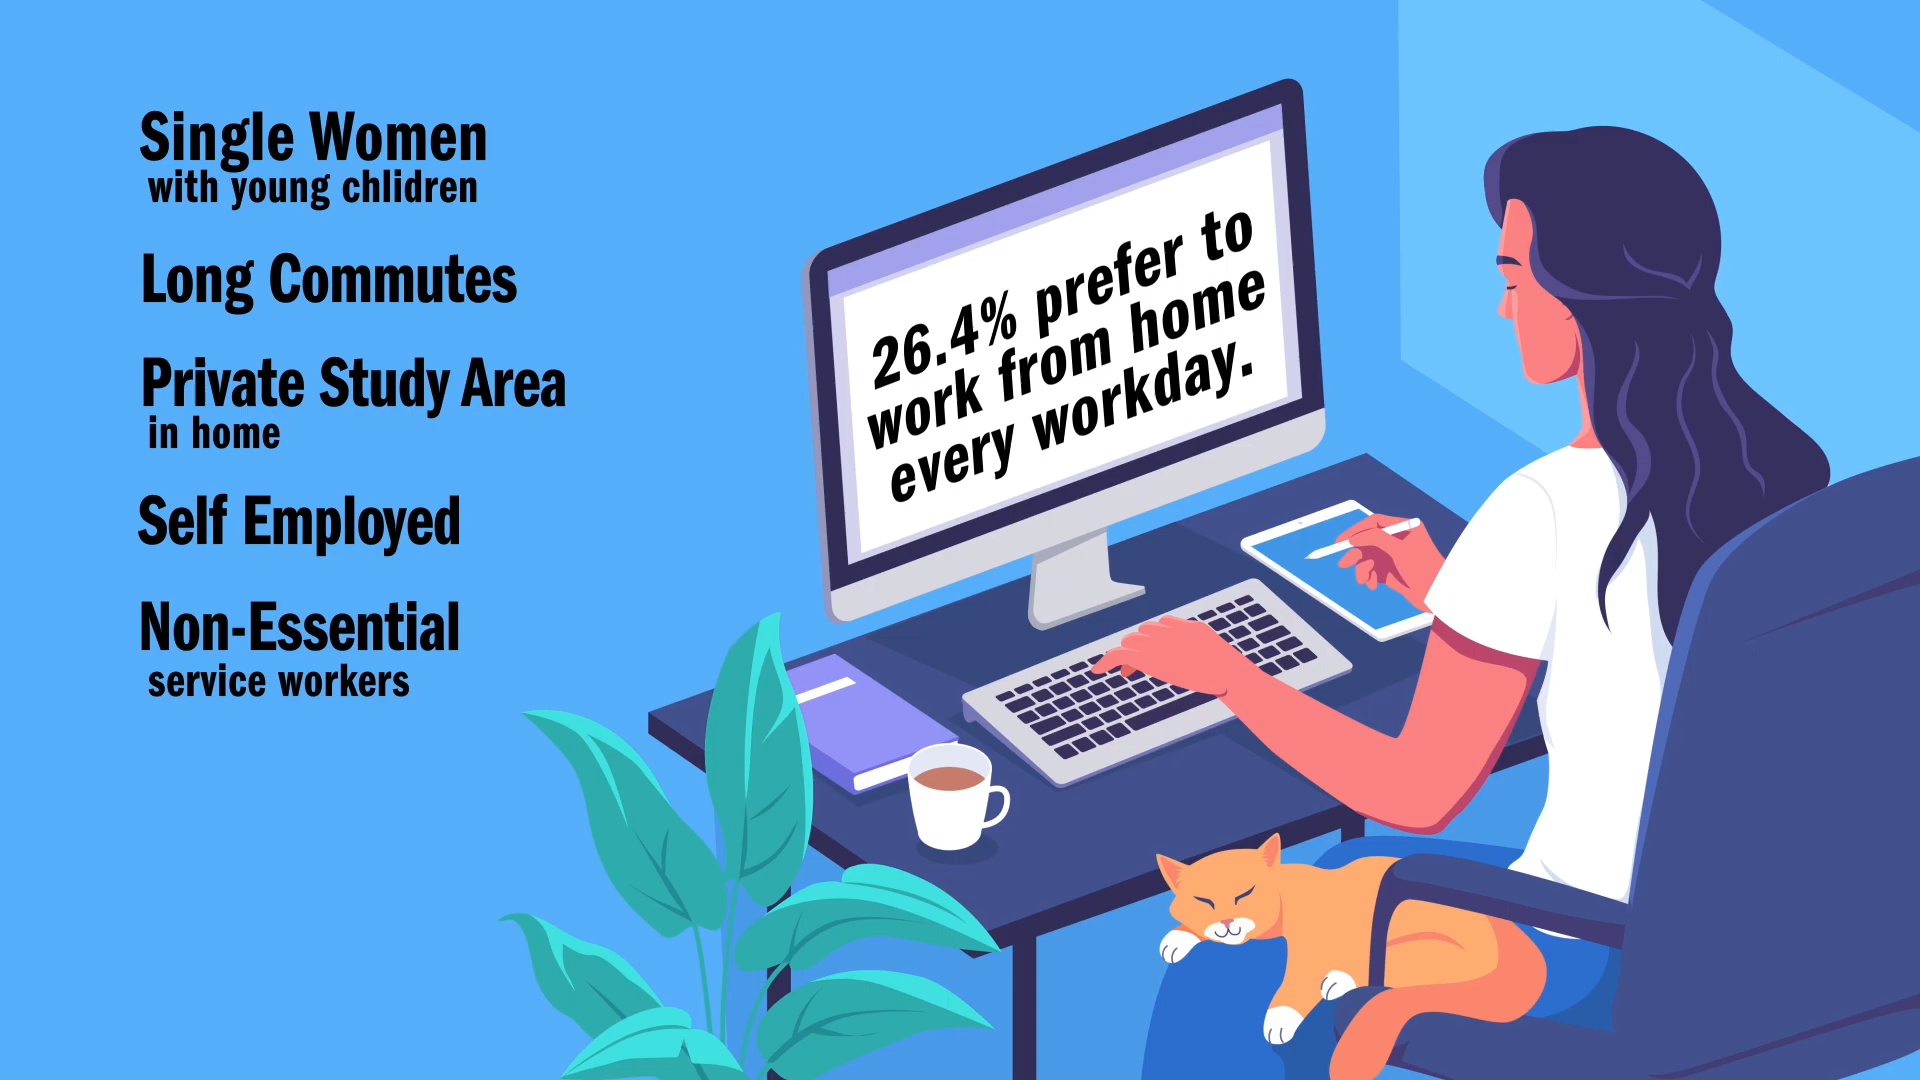 Single Women
with young chlidren
Long Commutes
Private Study Area
in home
Self Employed
Non-Essential
service workers
26.4% prefer to
work from home
every workday.